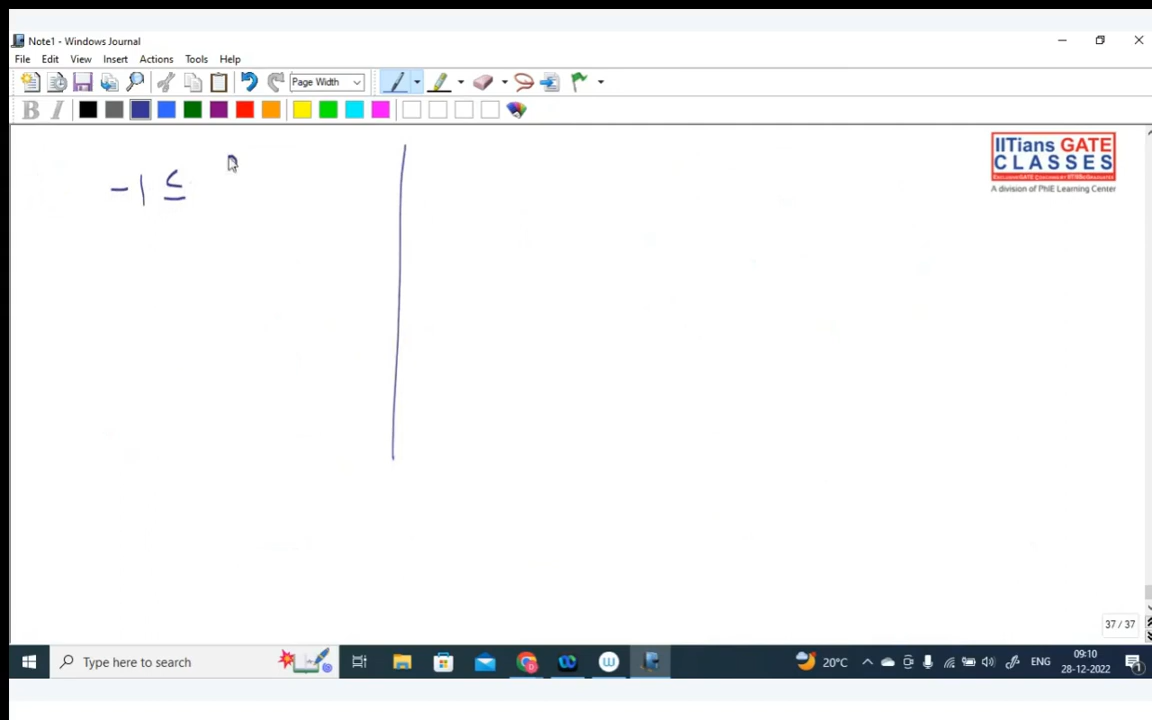 Note1 - Windows Journal
File Edit View Insert Actions Tools Help
Page Width
B I
IITians GATE
CLASSES
A division of PhIE Learning Center
-1 ≤
37 / 37
Type here to search
20°C
ENG
09:10
28-12-2022
1